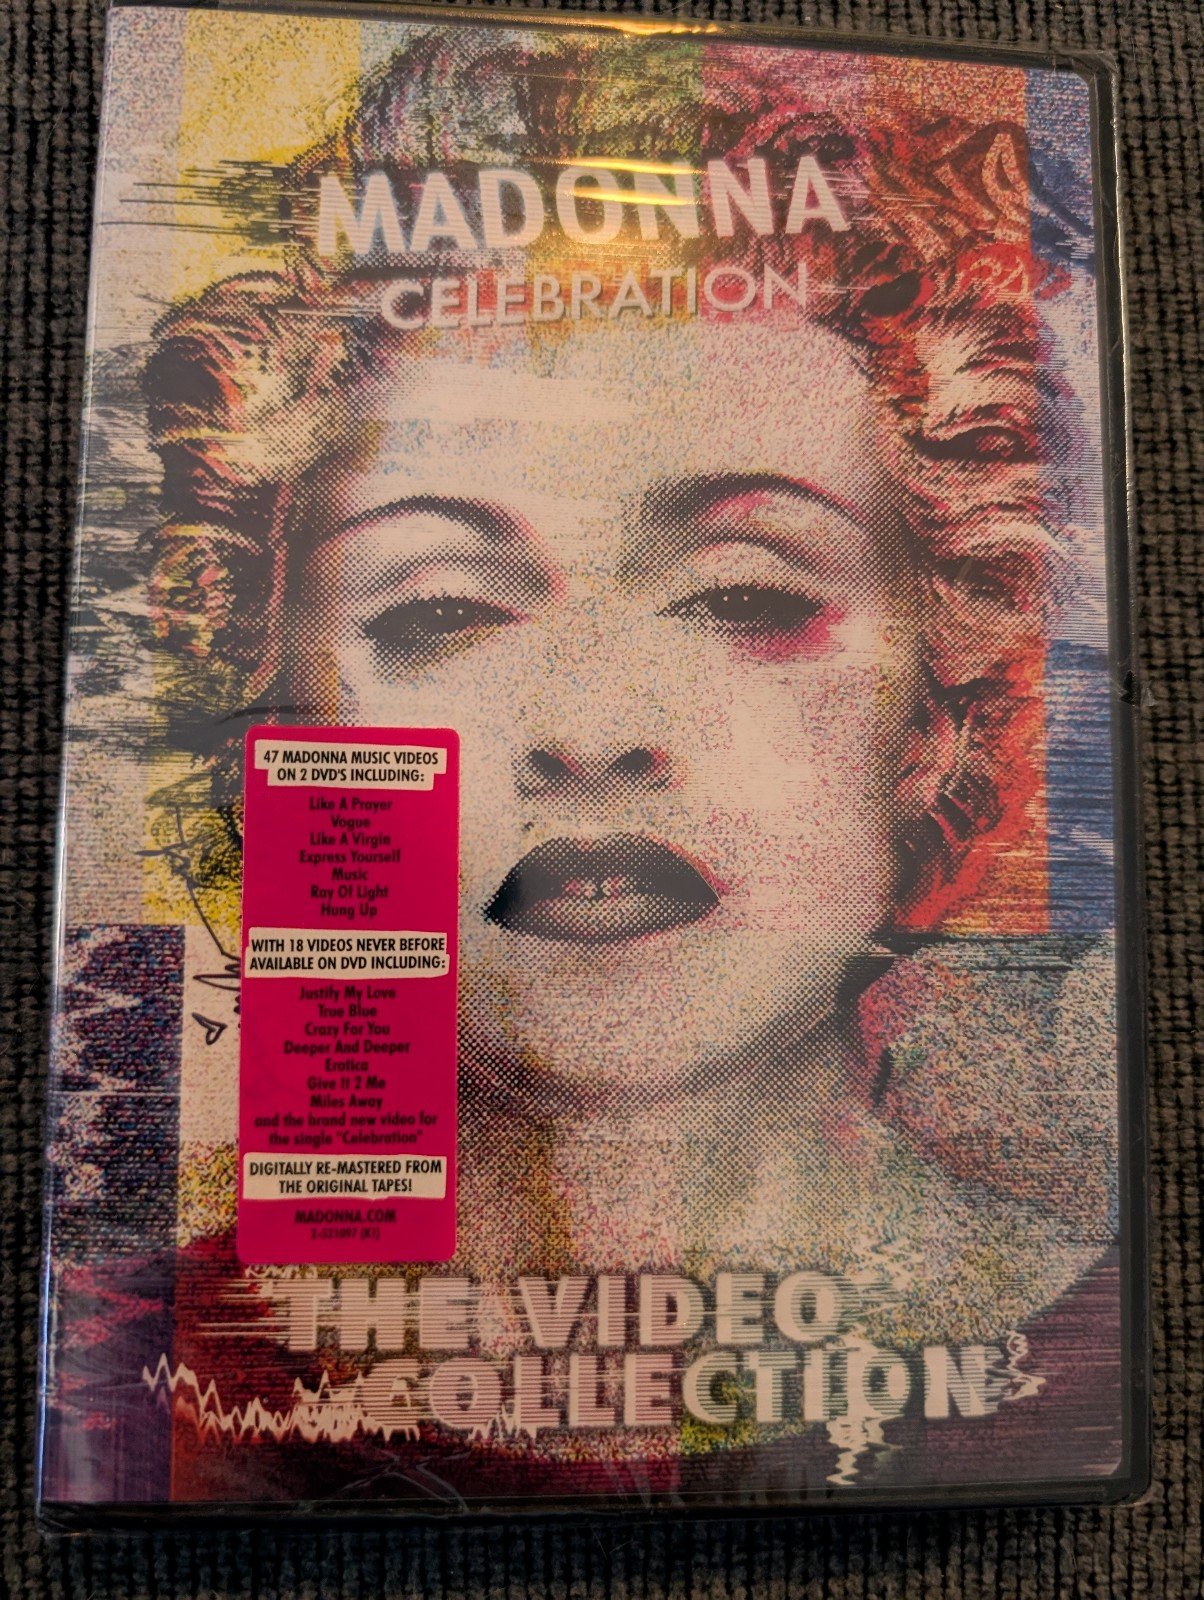 MADONNA
CELEBRATION
47 MADONNA MUSIC VIDEOS
ON 2 DVD'S INCLUDING:
Like A Prayer
Vogue
Like A Virgin
Express Yourself
Music
Ray Of Light
Hung Up
WITH 18 VIDEOS NEVER BEFORE
AVAILABLE ON DVD INCLUDING:
Justify My Love
True Blue
Crazy For You
Deeper And Deeper
Erotica
Give It 2 Me
Miles Away
and the brand new video for
the single "Celebration"
DIGITALLY RE-MASTERED FROM
THE ORIGINAL TAPES!
MADONNA.COM
2-521897 (K1)
THE VIDEO
COLLECTION